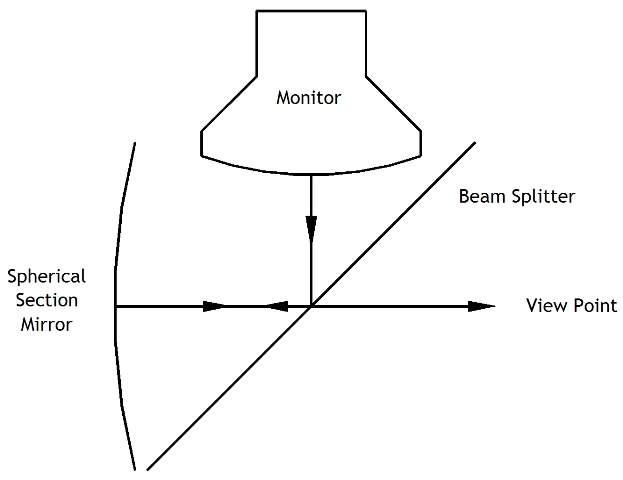 Monitor
Beam Splitter
Spherical
Section
Mirror
View Point